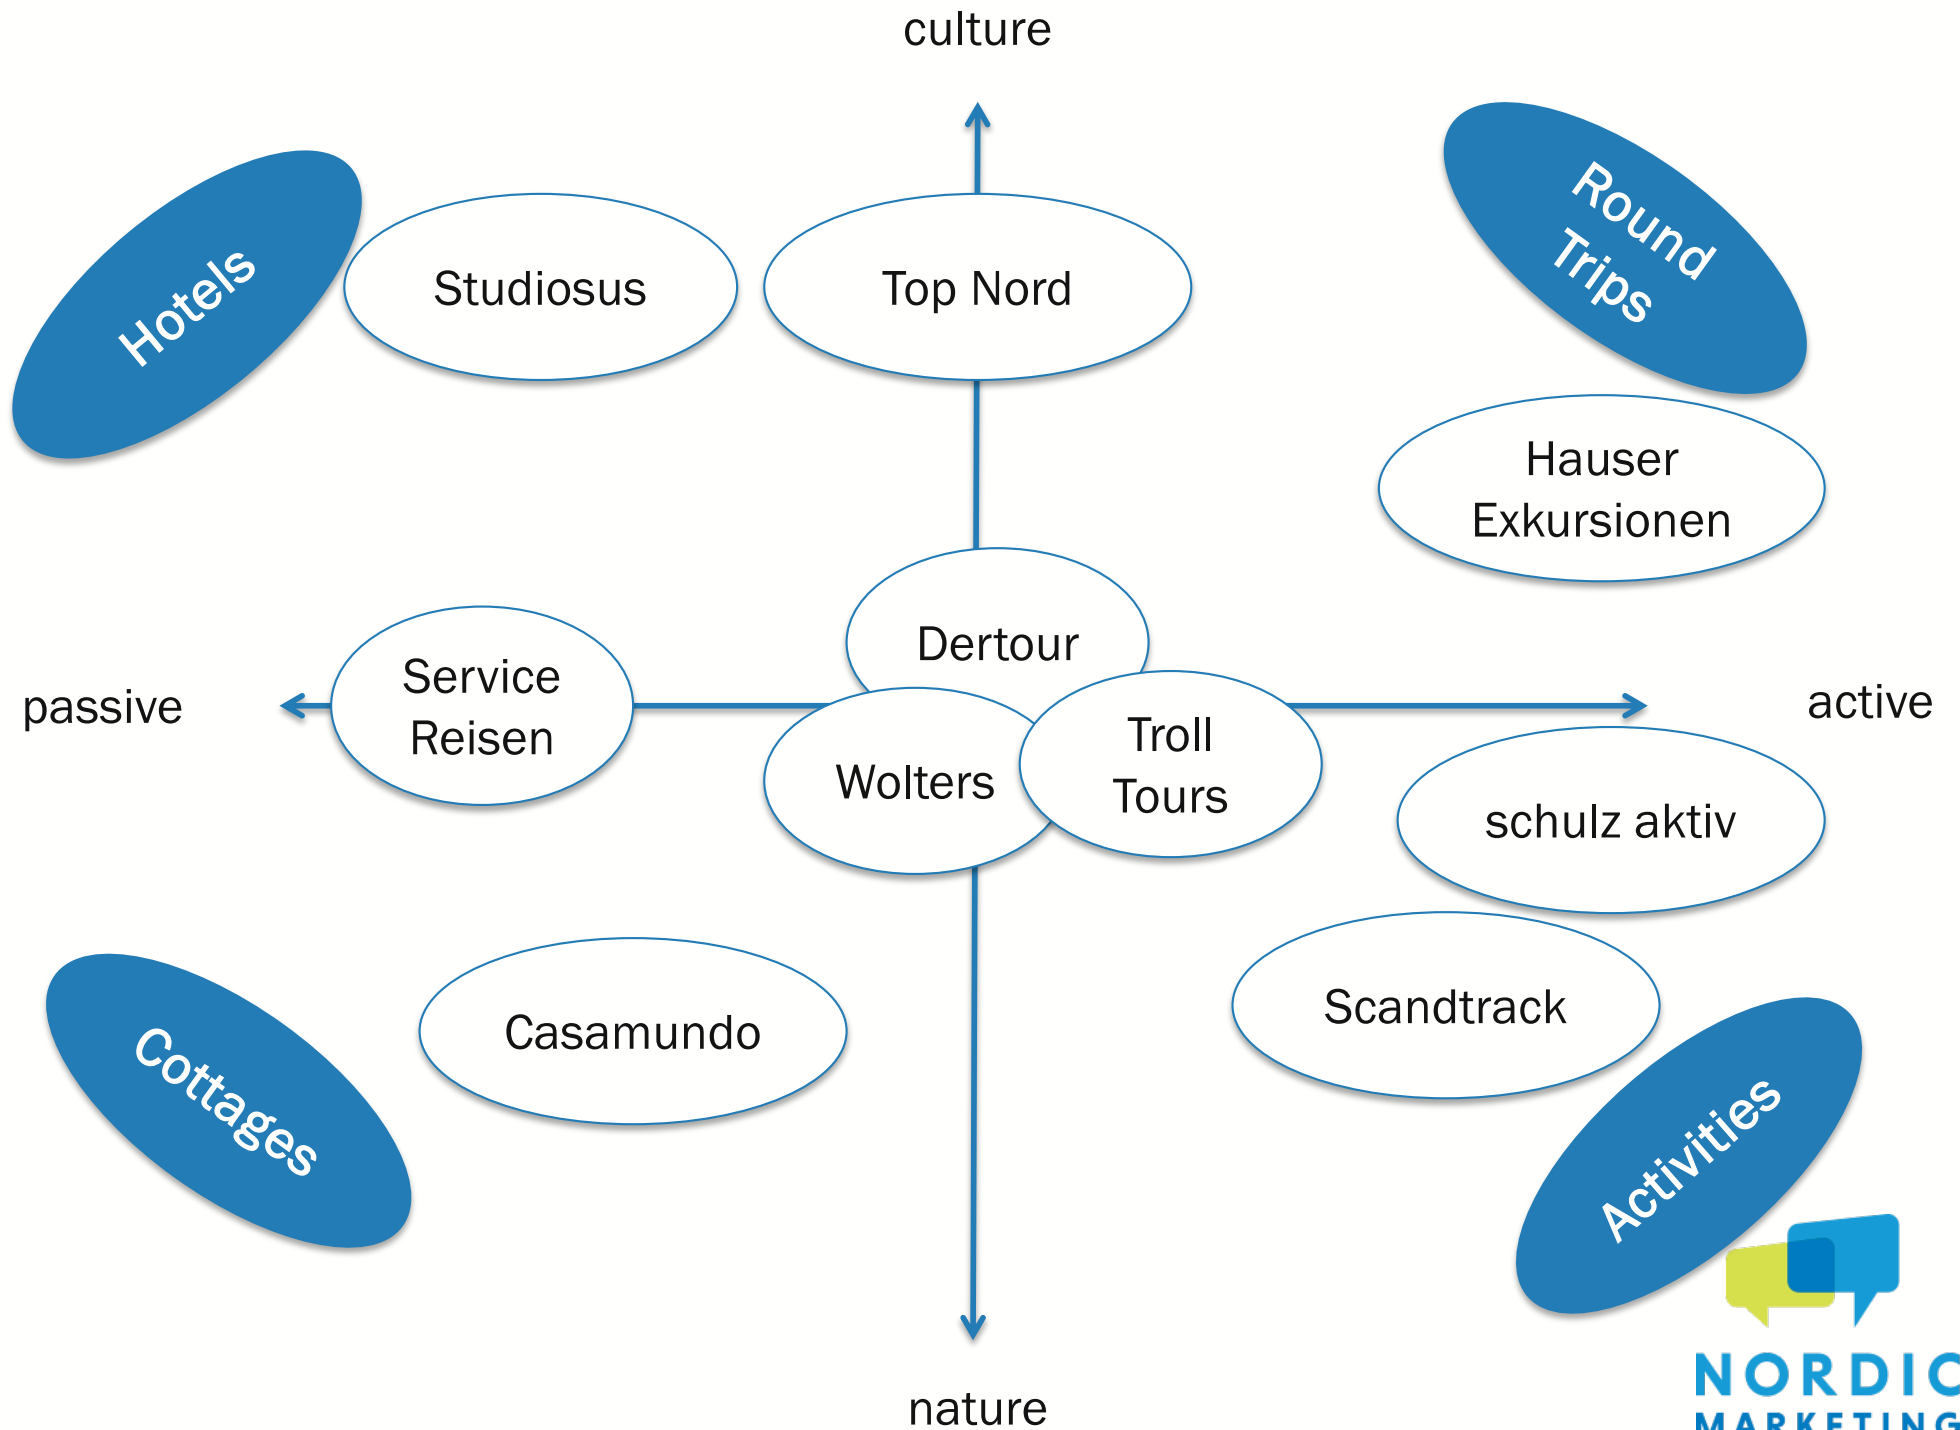 culture
Hotels
Studiosus
Top Nord
Round
Trips
Hauser
Exkursionen
Dertour
Service
Reisen
passive
active
Troll
Tours
Wolters
schulz aktiv
Scandtrack
Casamundo
Cottages
Activities
nature
NORDIC
MARKETING